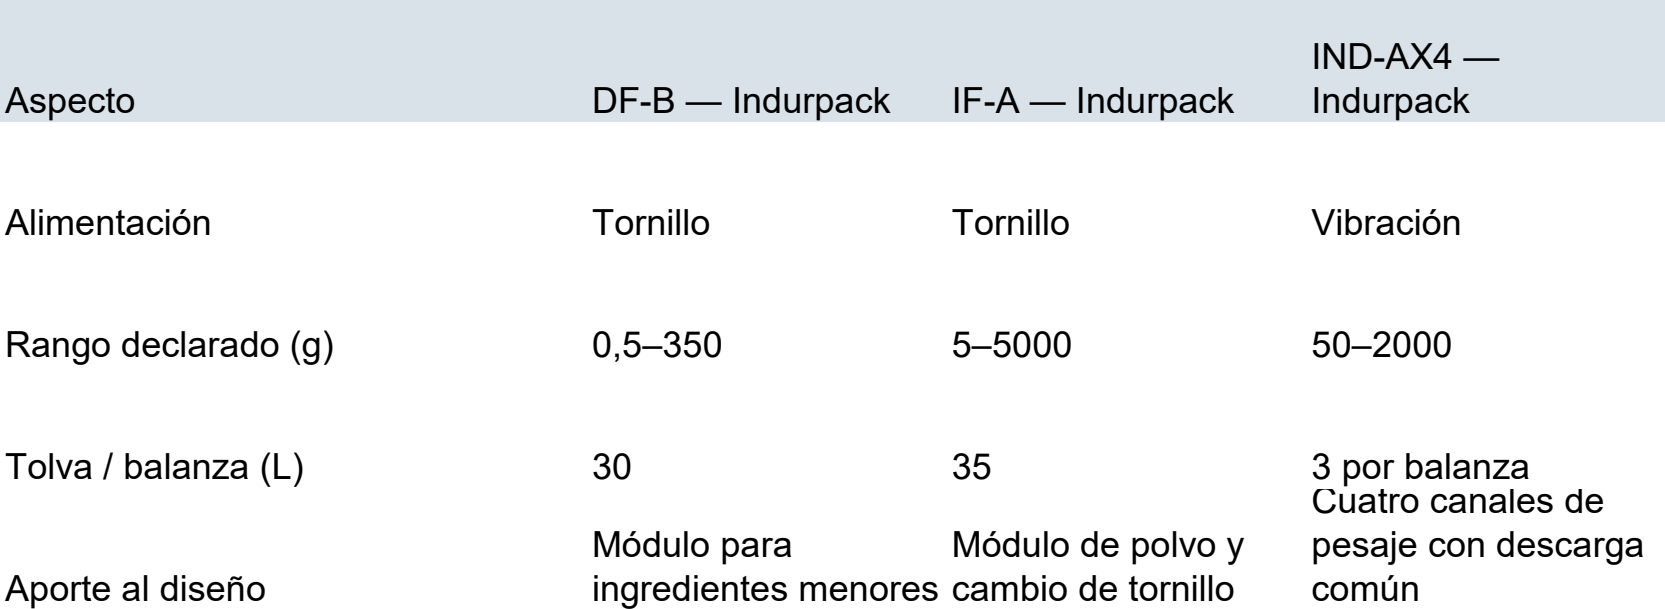 IND-AX4 —
Aspecto DF-B — Indurpack IF-A — Indurpack Indurpack
Alimentación Tornillo Tornillo Vibración
Rango declarado (g) 0,5–350 5–5000 50–2000
Tolva / balanza (L) 30 35 3 por balanza
Cuatro canales de
Módulo para Módulo de polvo y pesaje con descarga
Aporte al diseño ingredientes menores cambio de tornillo común